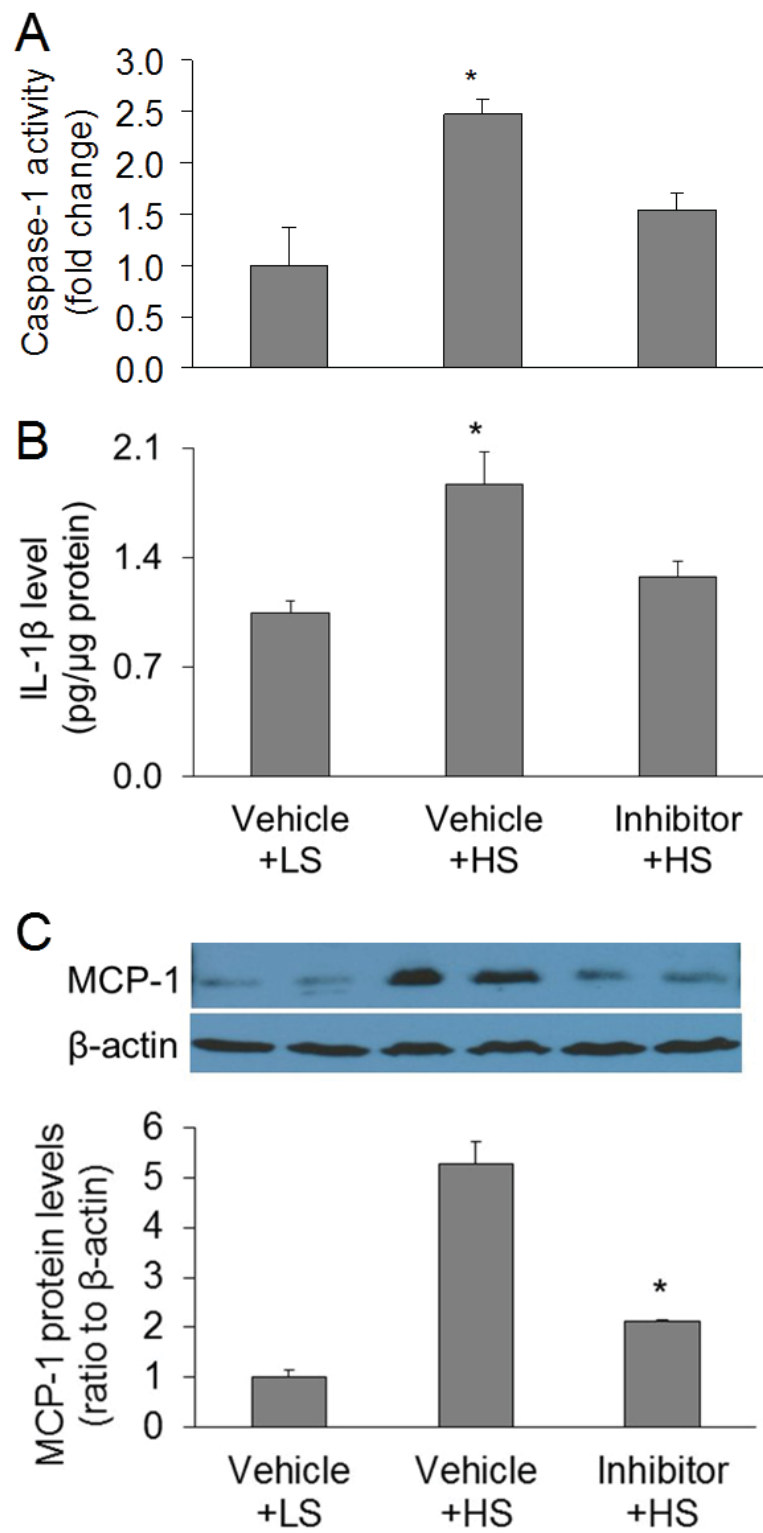 A
Caspase-1 activity
(fold change)
3.0
2.5
2.0
1.5
1.0
0.5
0.0
*
B
IL-1β level
(pg/μg protein)
2.1
1.4
0.7
0.0
*
Vehicle
+LS
Vehicle
+HS
Inhibitor
+HS
C
MCP-1
β-actin
MCP-1 protein levels
(ratio to β-actin)
6
5
4
3
2
1
0
*
Vehicle
+LS
Vehicle
+HS
Inhibitor
+HS